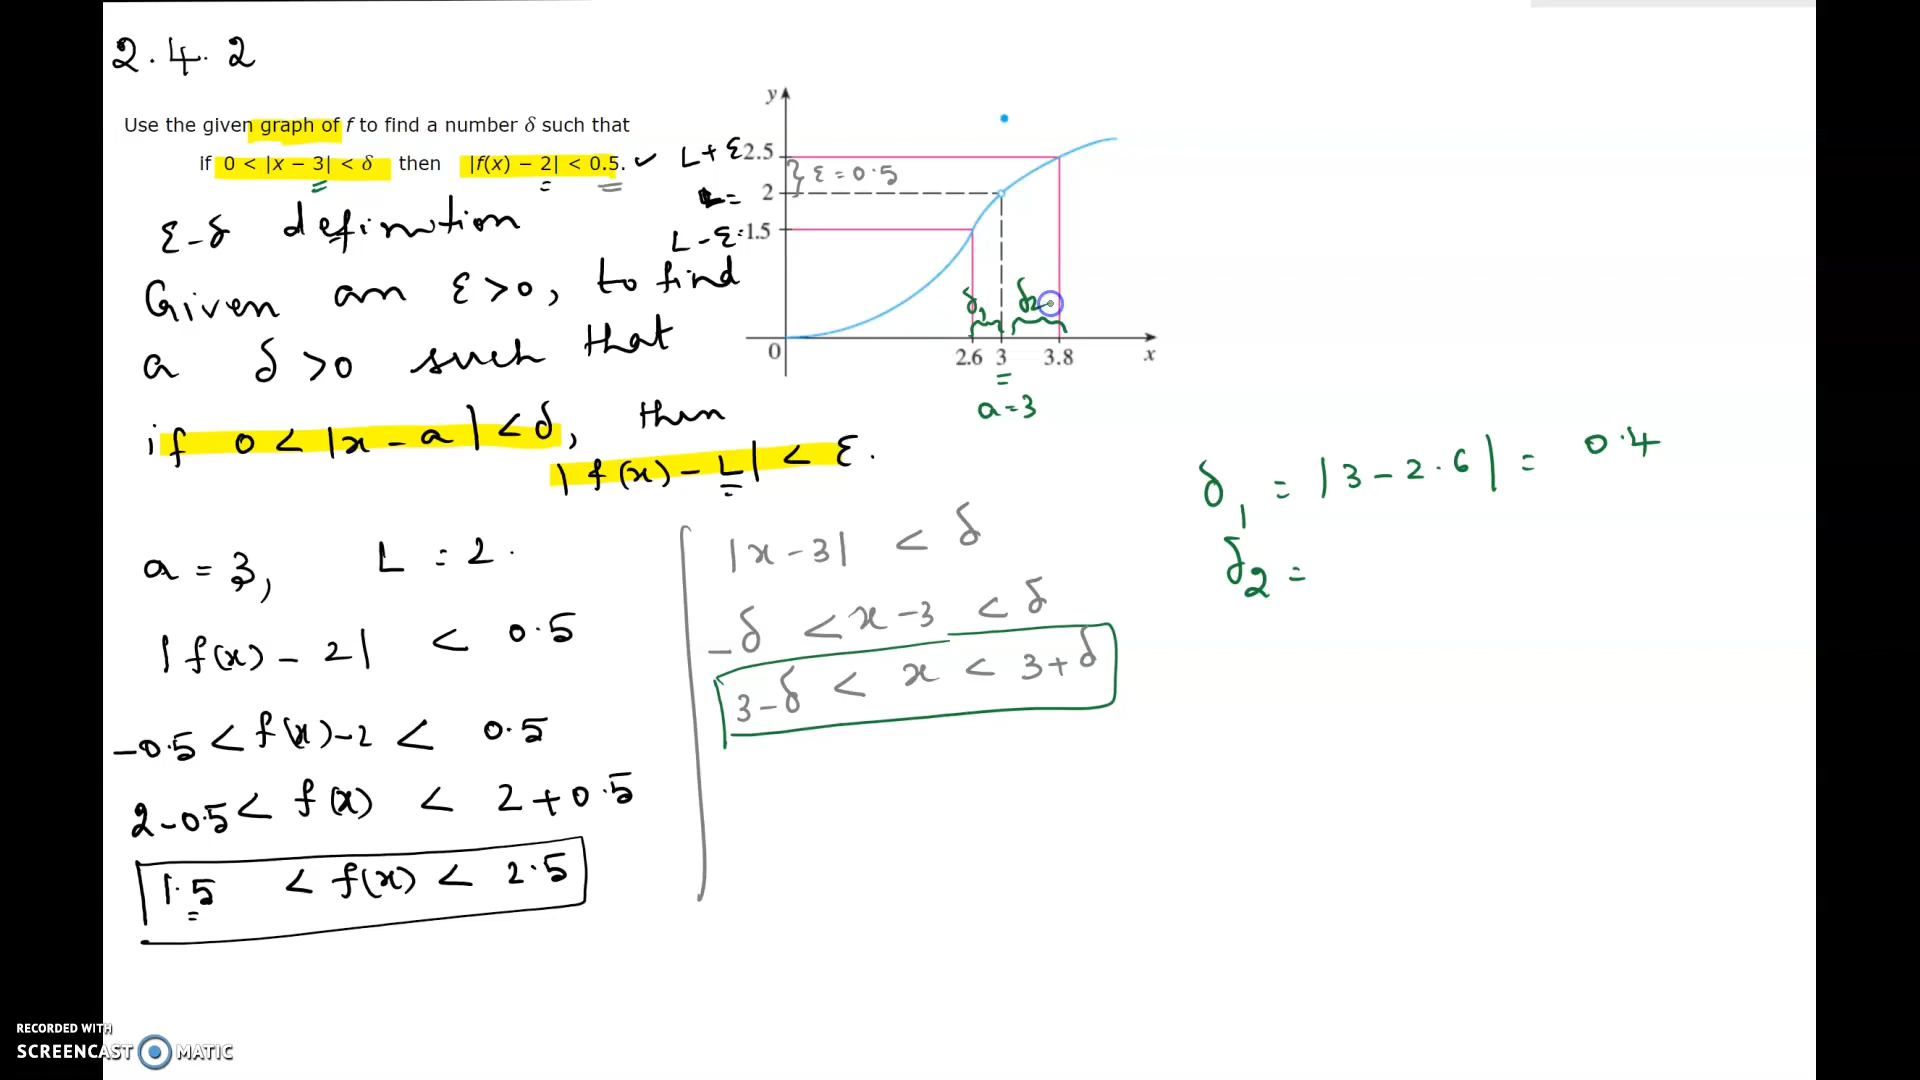 2.4.2
Use the given graph of f to find a number δ such that
if 0 < |x − 3| < δ then |f(x) − 2| < 0.5. ✓
ε-δ definition
Given an ε>0, to find
a δ >0 such that
if 0 < |x - a| < δ, then
|f(x) - L| < ε.
a = 3, L = 2.
|f(x) - 2| < 0.5
-0.5 < f(x)-2 < 0.5
2-0.5 < f(x) < 2+0.5
1.5 < f(x) < 2.5
y
L+ε 2.5
} ε=0.5
L= 2
L-ε= 1.5
δ1 δ2
0 2.6 3 3.8 x
a=3
|x-3| < δ
-δ < x-3 < δ
3-δ < x < 3+δ
δ1 = |3-2.6| = 0.4
δ2 =
RECORDED WITH
SCREENCAST MATIC